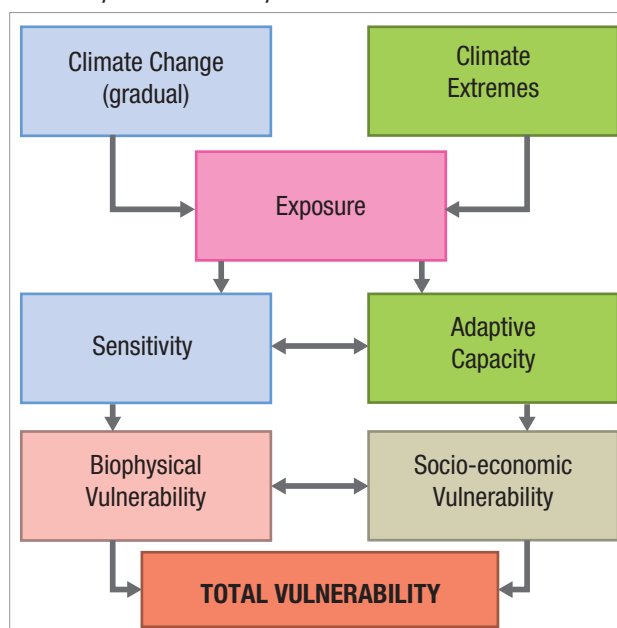 Climate Change
(gradual)
Climate
Extremes
Exposure
Sensitivity
Adaptive
Capacity
Biophysical
Vulnerability
Socio-economic
Vulnerability
TOTAL VULNERABILITY